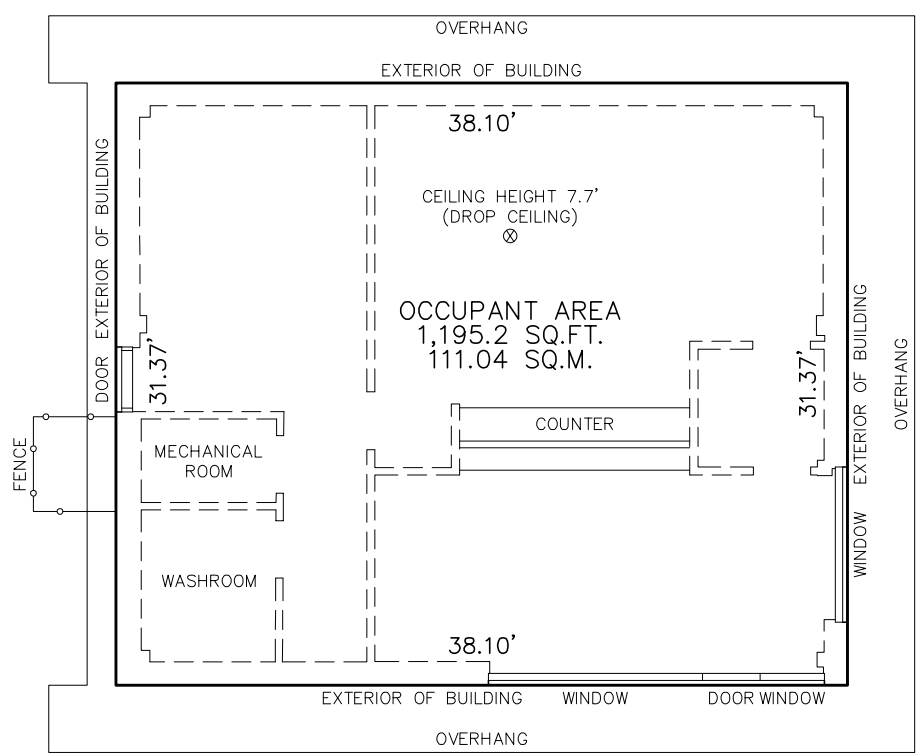 OVERHANG
EXTERIOR OF BUILDING
38.10'
CEILING HEIGHT 7.7'
(DROP CEILING)
OCCUPANT AREA
1,195.2 SQ.FT.
111.04 SQ.M.
DOOR EXTERIOR OF BUILDING
31.37'
31.37'
WINDOW EXTERIOR OF BUILDING
OVERHANG
COUNTER
FENCE
MECHANICAL
ROOM
WASHROOM
38.10'
EXTERIOR OF BUILDING WINDOW DOOR WINDOW
OVERHANG